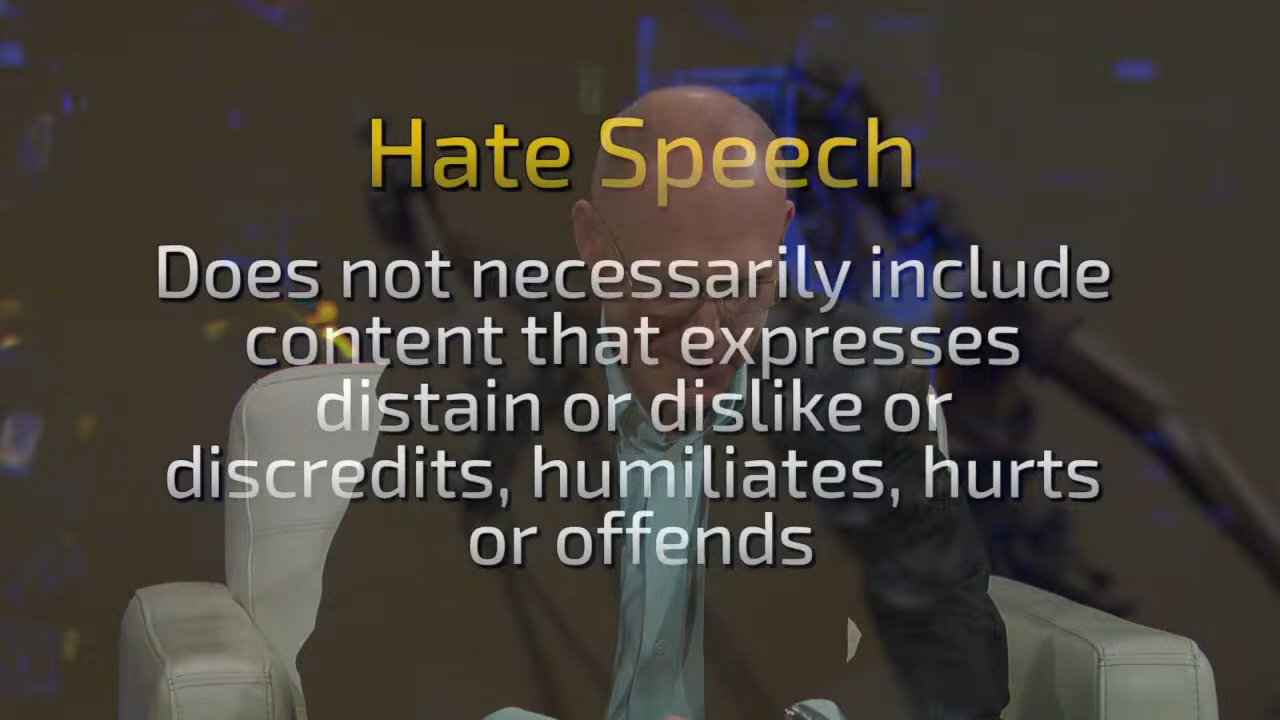 Hate Speech
Does not necessarily include
content that expresses
distain or dislike or
discredits, humiliates, hurts
or offends